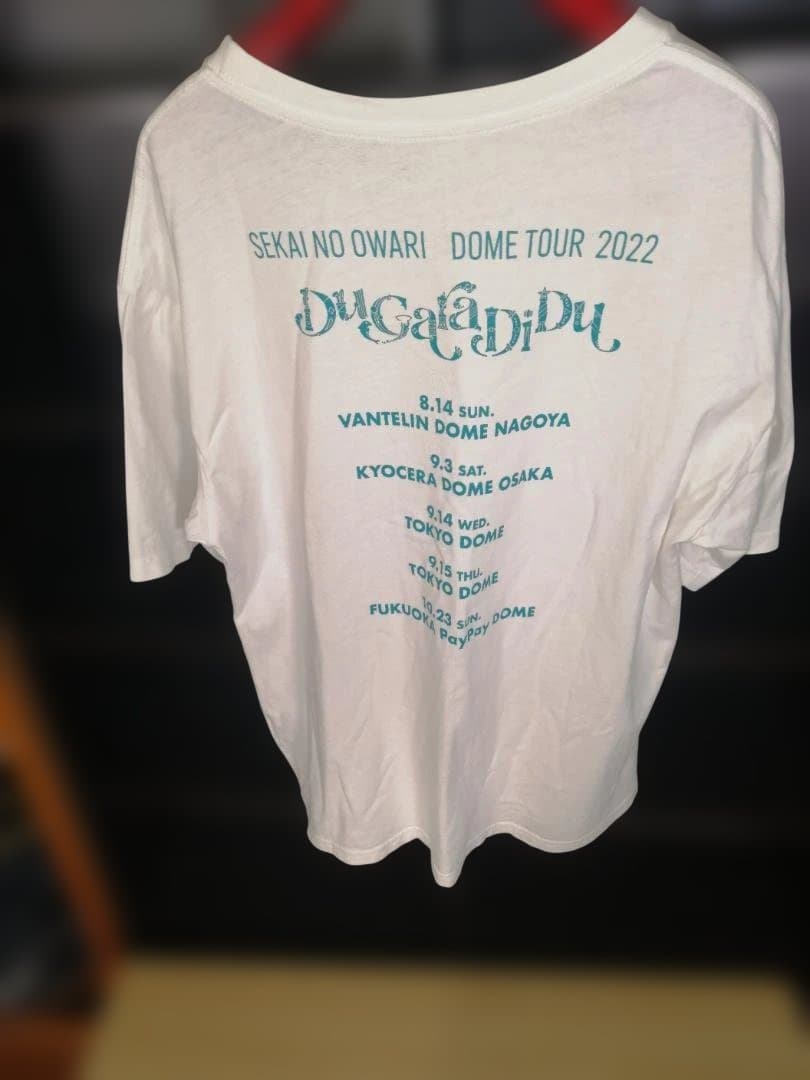 SEKAI NO OWARI DOME TOUR 2022
DuGaraDiDu
8.14 SUN.
VANTELIN DOME NAGOYA
9.3 SAT.
KYOCERA DOME OSAKA
9.14 WED.
TOKYO DOME
9.15 THU.
TOKYO DOME
10.23 SUN.
FUKUOKA PayPay DOME